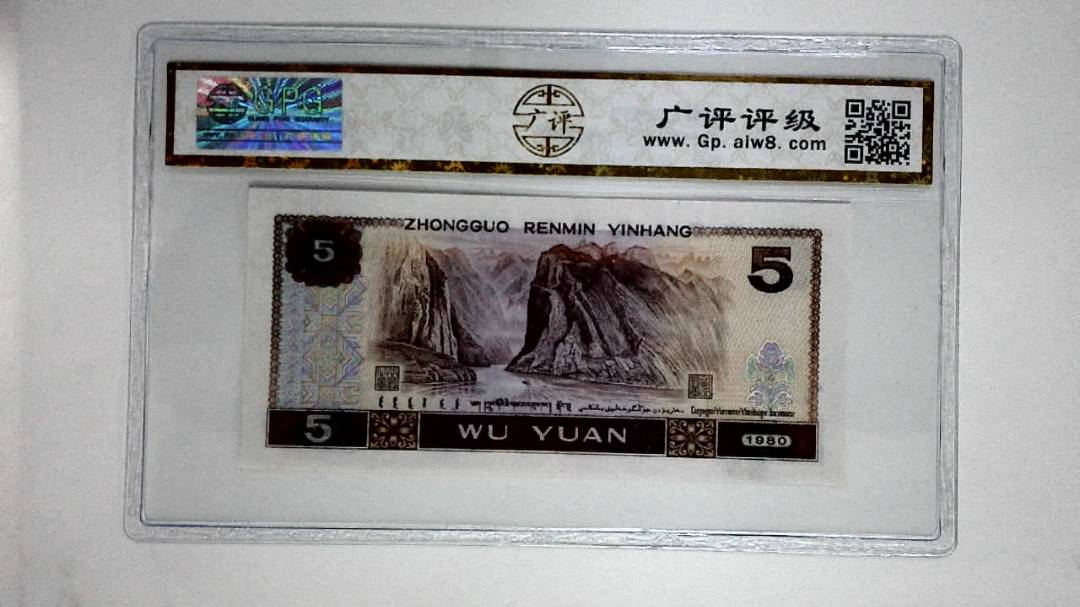 GPG
广评
广评评级
www. Gp. alw8. com
ZHONGGUO RENMIN YINHANG
5
5
5
WU YUAN
1980